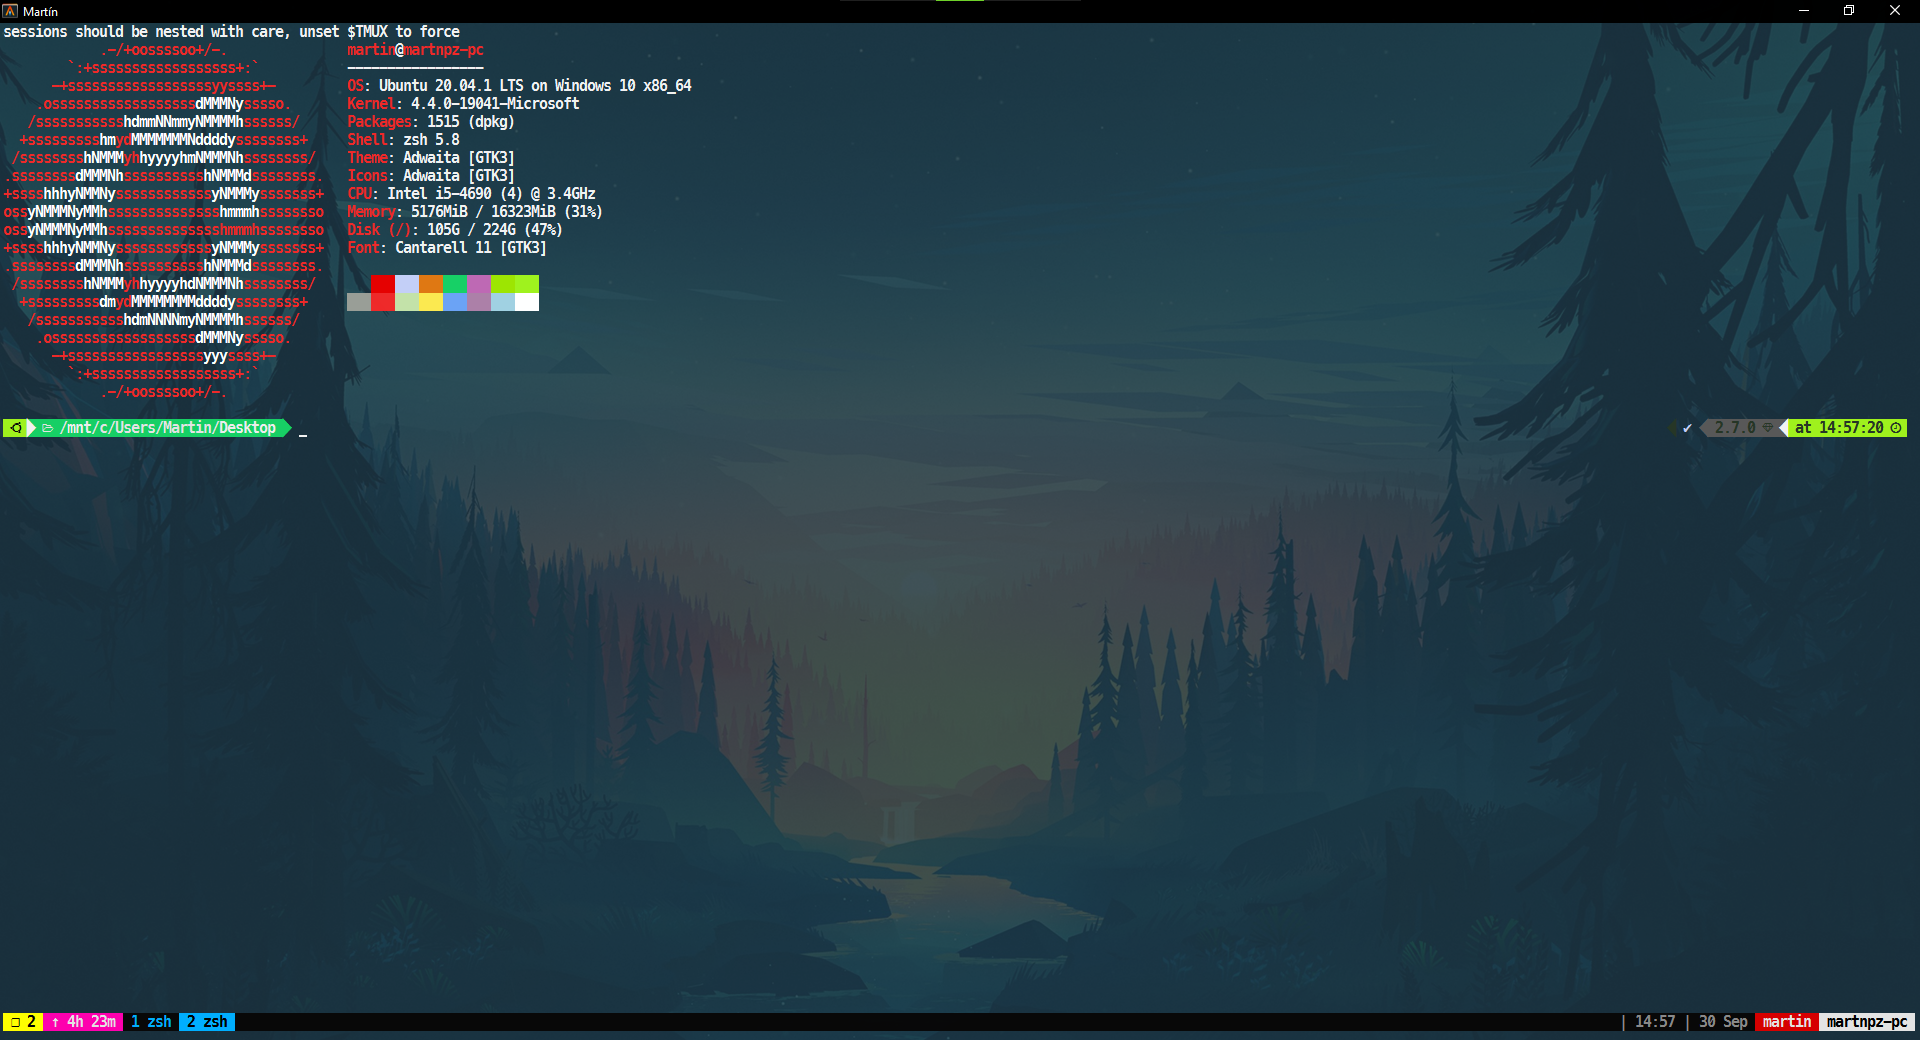 Martín
sessions should be nested with care, unset $TMUX to force
.-/+oossssoo+/-.
martin@martnpz-pc
`:+ssssssssssssssssss+:`
-----------------
-+ssssssssssssssssssyyssss+-
OS: Ubuntu 20.04.1 LTS on Windows 10 x86_64
.ossssssssssssssssssdMMMNysssso.
Kernel: 4.4.0-19041-Microsoft
/ssssssssssshdmmNNmmyNMMMMhssssss/
Packages: 1515 (dpkg)
+ssssssssshmydMMMMMMMNddddyssssssss+
Shell: zsh 5.8
/sssssssshNMMMyhhyyyyhmNMMMNhssssssss/
Theme: Adwaita [GTK3]
.ssssssssdMMMNhsssssssssshNMMMdssssssss.
Icons: Adwaita [GTK3]
+sssshhhyNMMNyssssssssssssyNMMMysssssss+
CPU: Intel i5-4690 (4) @ 3.4GHz
ossyNMMMNyMMhsssssssssssssshmmmhssssssso
Memory: 5176MiB / 16323MiB (31%)
ossyNMMMNyMMhsssssssssssssshmmmhssssssso
Disk (/): 105G / 224G (47%)
+sssshhhyNMMNyssssssssssssyNMMMysssssss+
Font: Cantarell 11 [GTK3]
.ssssssssdMMMNhsssssssssshNMMMdssssssss.
/sssssssshNMMMyhhyyyyhdNMMMNhssssssss/
+sssssssssdmydMMMMMMMMddddyssssssss+
/ssssssssssshdmNNNNmyNMMMMhssssss/
.ossssssssssssssssssdMMMNysssso.
-+sssssssssssssssssyyyssss+-
`:+ssssssssssssssssss+:`
.-/+oossssoo+/-.
/mnt/c/Users/Martin/Desktop _
✔ 2.7.0 at 14:57:20
❐ 2 ↑ 4h 23m 1 zsh 2 zsh
| 14:57 | 30 Sep martin martnpz-pc